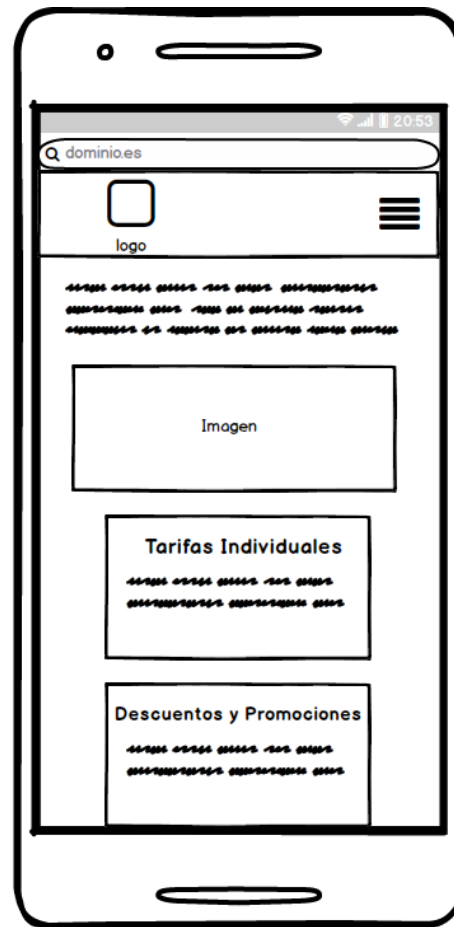 20:53
dominio.es
logo
Imagen
Tarifas Individuales
Descuentos y Promociones